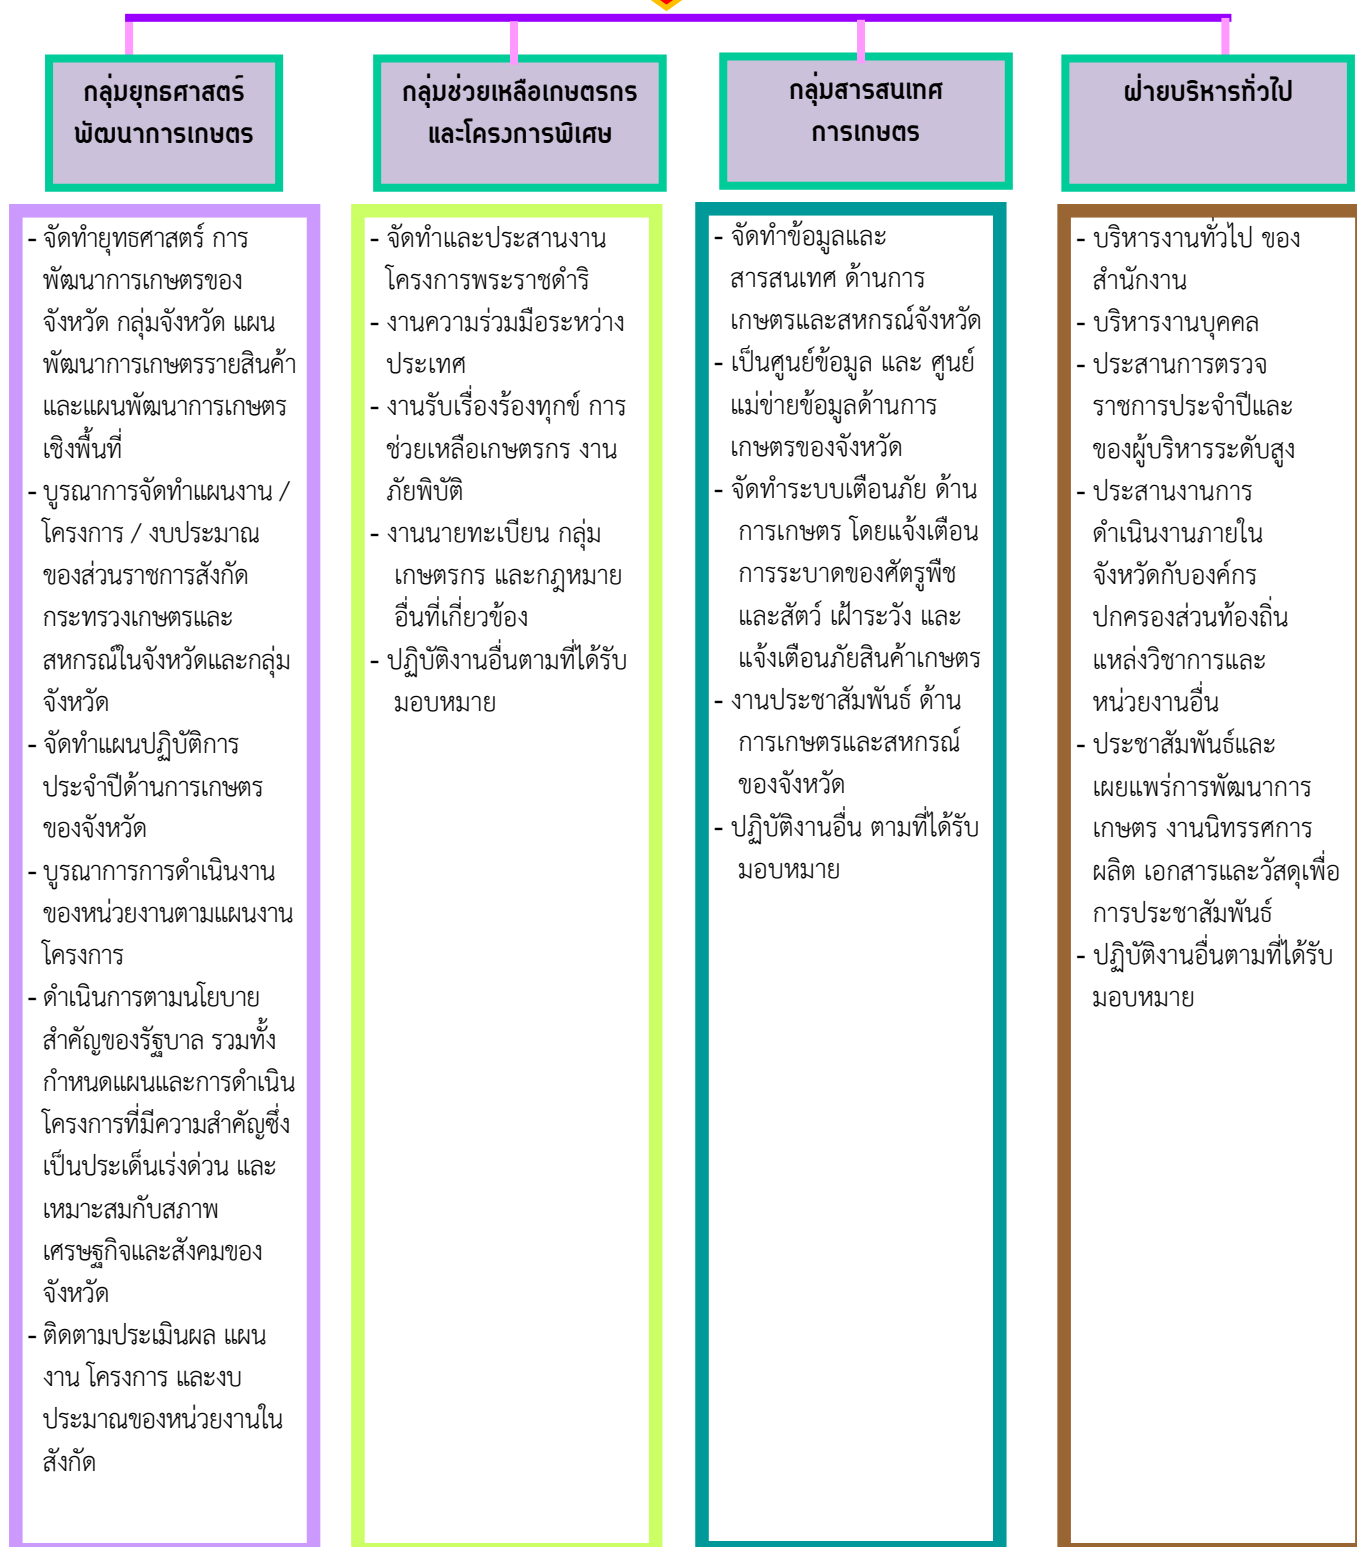 กลุ่มยุทธศาสตร์
พัฒนาการเกษตร
- จัดทำยุทธศาสตร์ การ
พัฒนาการเกษตรของ
จังหวัด กลุ่มจังหวัด แผน
พัฒนาการเกษตรรายสินค้า
และแผนพัฒนาการเกษตร
เชิงพื้นที่
- บูรณาการจัดทำแผนงาน /
โครงการ / งบประมาณ
ของส่วนราชการสังกัด
กระทรวงเกษตรและ
สหกรณ์ในจังหวัดและกลุ่ม
จังหวัด
- จัดทำแผนปฏิบัติการ
ประจำปีด้านการเกษตร
ของจังหวัด
- บูรณาการการดำเนินงาน
ของหน่วยงานตามแผนงาน
โครงการ
- ดำเนินการตามนโยบาย
สำคัญของรัฐบาล รวมทั้ง
กำหนดแผนและการดำเนิน
โครงการที่มีความสำคัญซึ่ง
เป็นประเด็นเร่งด่วน และ
เหมาะสมกับสภาพ
เศรษฐกิจและสังคมของ
จังหวัด
- ติดตามประเมินผล แผน
งาน โครงการ และงบ
ประมาณของหน่วยงานใน
สังกัด
กลุ่มช่วยเหลือเกษตรกร
และโครงการพิเศษ
- จัดทำและประสานงาน
โครงการพระราชดำริ
- งานความร่วมมือระหว่าง
ประเทศ
- งานรับเรื่องร้องทุกข์ การ
ช่วยเหลือเกษตรกร งาน
ภัยพิบัติ
- งานนายทะเบียน กลุ่ม
เกษตรกร และกฎหมาย
อื่นที่เกี่ยวข้อง
- ปฏิบัติงานอื่นตามที่ได้รับ
มอบหมาย
กลุ่มสารสนเทศ
การเกษตร
- จัดทำข้อมูลและ
สารสนเทศ ด้านการ
เกษตรและสหกรณ์จังหวัด
- เป็นศูนย์ข้อมูล และ ศูนย์
แม่ข่ายข้อมูลด้านการ
เกษตรของจังหวัด
- จัดทำระบบเตือนภัย ด้าน
การเกษตร โดยแจ้งเตือน
การระบาดของศัตรูพืช
และสัตว์ เฝ้าระวัง และ
แจ้งเตือนภัยสินค้าเกษตร
- งานประชาสัมพันธ์ ด้าน
การเกษตรและสหกรณ์
ของจังหวัด
- ปฏิบัติงานอื่น ตามที่ได้รับ
มอบหมาย
ฝ่ายบริหารทั่วไป
- บริหารงานทั่วไป ของ
สำนักงาน
- บริหารงานบุคคล
- ประสานการตรวจ
ราชการประจำปีและ
ของผู้บริหารระดับสูง
- ประสานงานการ
ดำเนินงานภายใน
จังหวัดกับองค์กร
ปกครองส่วนท้องถิ่น
แหล่งวิชาการและ
หน่วยงานอื่น
- ประชาสัมพันธ์และ
เผยแพร่การพัฒนาการ
เกษตร งานนิทรรศการ
ผลิต เอกสารและวัสดุเพื่อ
การประชาสัมพันธ์
- ปฏิบัติงานอื่นตามที่ได้รับ
มอบหมาย